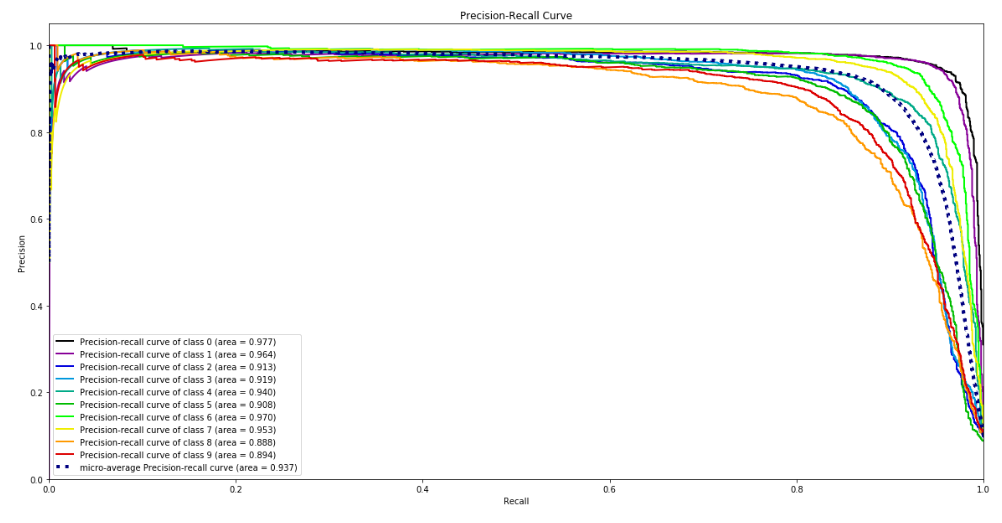 Precision-Recall Curve
1.0
0.8
0.6
0.4
0.2
0.0
Precision
Precision-recall curve of class 0 (area = 0.977)
Precision-recall curve of class 1 (area = 0.964)
Precision-recall curve of class 2 (area = 0.913)
Precision-recall curve of class 3 (area = 0.919)
Precision-recall curve of class 4 (area = 0.940)
Precision-recall curve of class 5 (area = 0.908)
Precision-recall curve of class 6 (area = 0.970)
Precision-recall curve of class 7 (area = 0.953)
Precision-recall curve of class 8 (area = 0.888)
Precision-recall curve of class 9 (area = 0.894)
micro-average Precision-recall curve (area = 0.937)
0.0 0.2 0.4 0.6 0.8 1.0
Recall